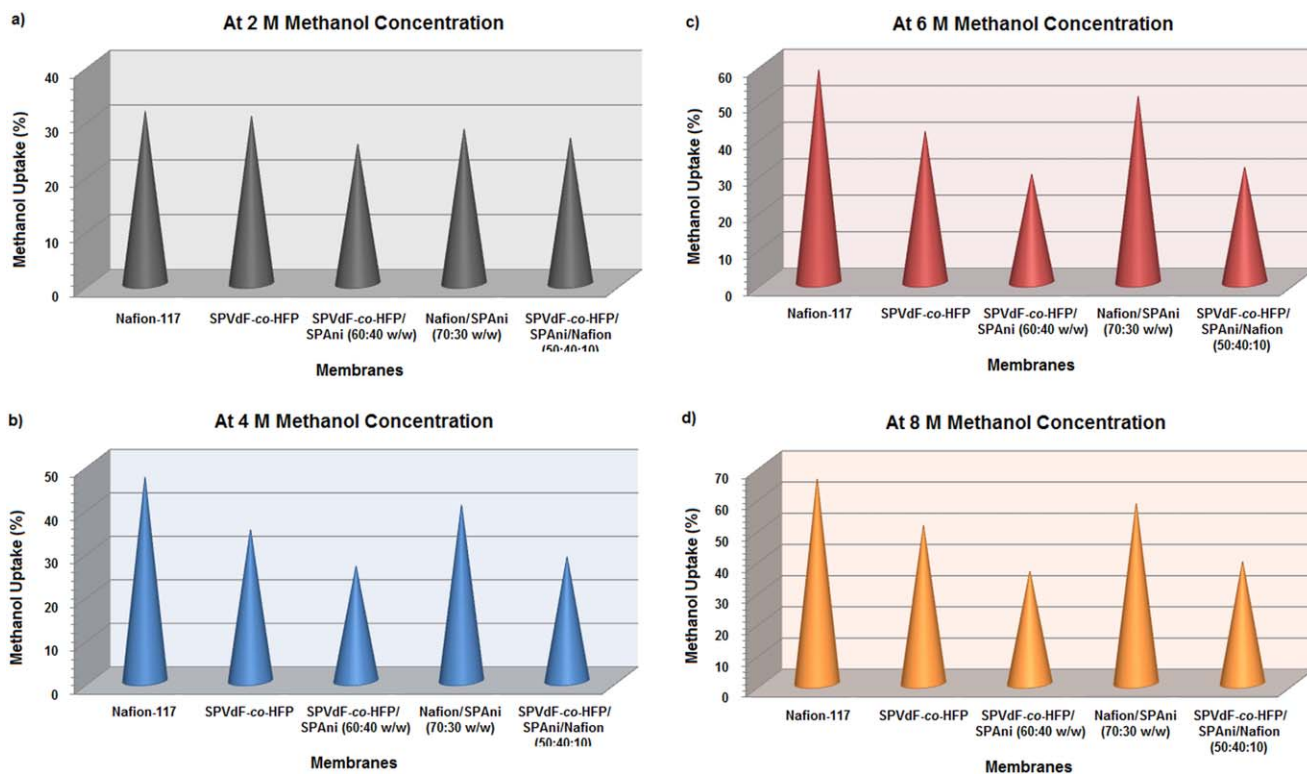 a)
At 2 M Methanol Concentration
Methanol Uptake (%)
40
30
20
10
0
Nafion-117
SPVdF-co-HFP
SPVdF-co-HFP/
SPAni (60:40 w/w)
Nafion/SPAni
(70:30 w/w)
SPVdF-co-HFP/
SPAni/Nafion
(50:40:10)
Membranes
b)
At 4 M Methanol Concentration
Methanol Uptake (%)
50
40
30
20
10
0
Nafion-117
SPVdF-co-HFP
SPVdF-co-HFP/
SPAni (60:40 w/w)
Nafion/SPAni
(70:30 w/w)
SPVdF-co-HFP/
SPAni/Nafion
(50:40:10)
Membranes
c)
At 6 M Methanol Concentration
Methanol Uptake (%)
60
50
40
30
20
10
0
Nafion-117
SPVdF-co-HFP
SPVdF-co-HFP/
SPAni (60:40 w/w)
Nafion/SPAni
(70:30 w/w)
SPVdF-co-HFP/
SPAni/Nafion
(50:40:10)
Membranes
d)
At 8 M Methanol Concentration
Methanol Uptake (%)
70
60
50
40
30
20
10
0
Nafion-117
SPVdF-co-HFP
SPVdF-co-HFP/
SPAni (60:40 w/w)
Nafion/SPAni
(70:30 w/w)
SPVdF-co-HFP/
SPAni/Nafion
(50:40:10)
Membranes